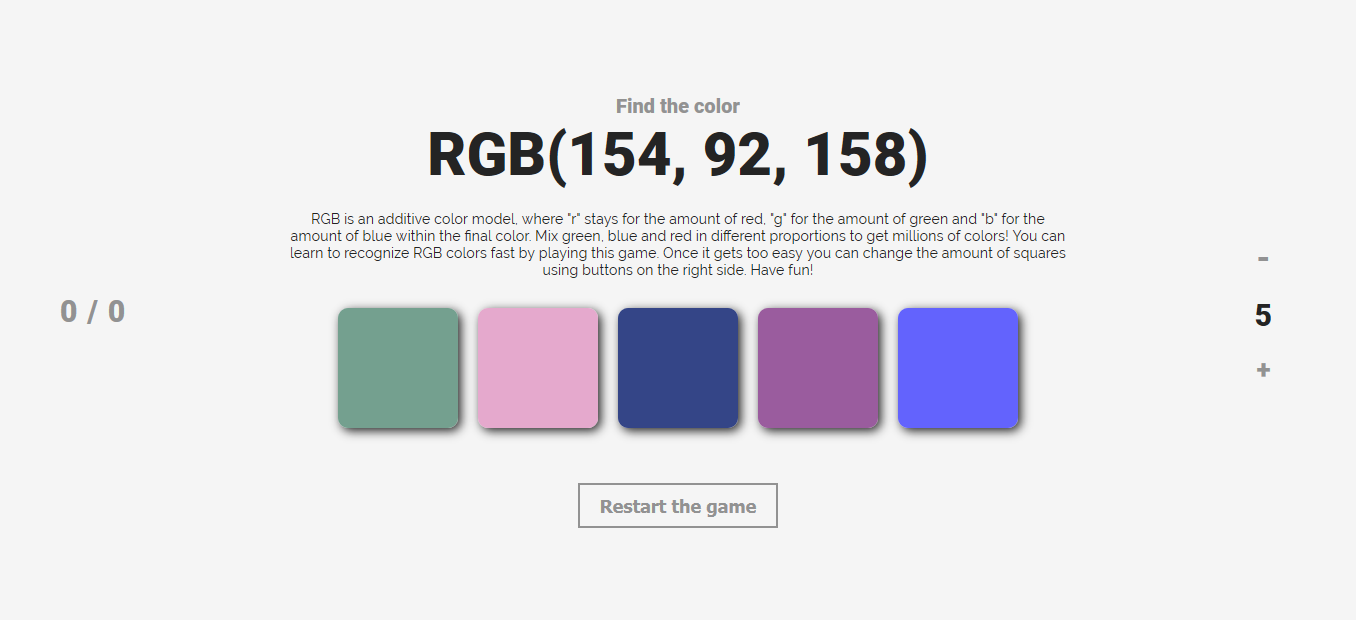 Find the color
RGB(154, 92, 158)
RGB is an additive color model, where "r" stays for the amount of red, "g" for the amount of green and "b" for the
amount of blue within the final color. Mix green, blue and red in different proportions to get millions of colors! You can
learn to recognize RGB colors fast by playing this game. Once it gets too easy you can change the amount of squares
using buttons on the right side. Have fun!
0 / 0
-
5
+
Restart the game